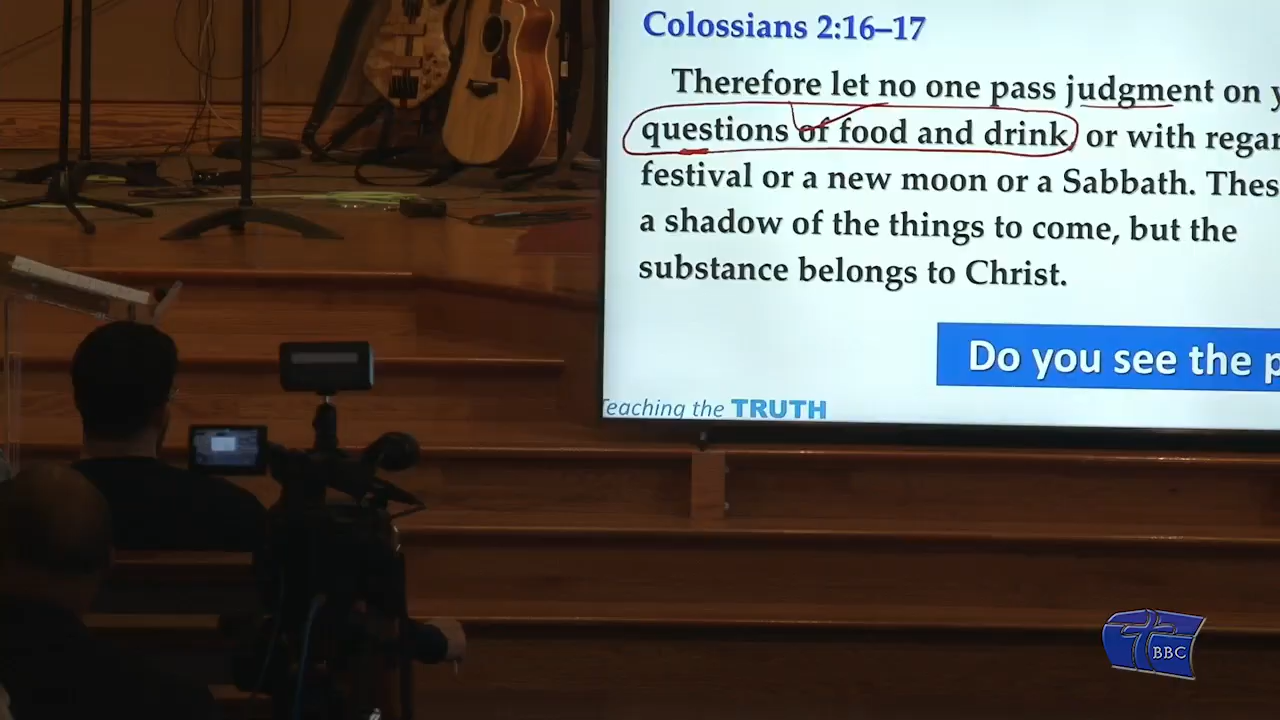 Colossians 2:16–17
Therefore let no one pass judgment on
questions of food and drink, or with
festival or a new moon or a Sabbath.
a shadow of the things to come, but the
substance belongs to Christ.
Do you see the
Teaching the TRUTH
BBC